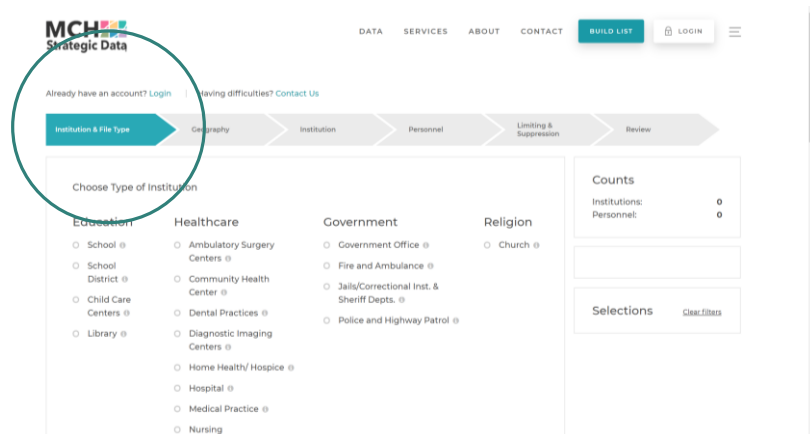 MCH
Strategic Data
DATA SERVICES ABOUT CONTACT BUILD LIST LOGIN
Already have an account? Login | Having difficulties? Contact Us
Institution & File Type
Geography
Institution
Personnel
Limiting &
Suppression
Review
Choose Type of Institution
Education
School
School
District
Child Care
Centers
Library
Healthcare
Ambulatory Surgery
Centers
Community Health
Center
Dental Practices
Diagnostic Imaging
Centers
Home Health/ Hospice
Hospital
Medical Practice
Nursing
Government
Government Office
Fire and Ambulance
Jails/Correctional Inst. &
Sheriff Depts.
Police and Highway Patrol
Religion
Church
Counts
Institutions: 0
Personnel: 0
Selections Clear filters